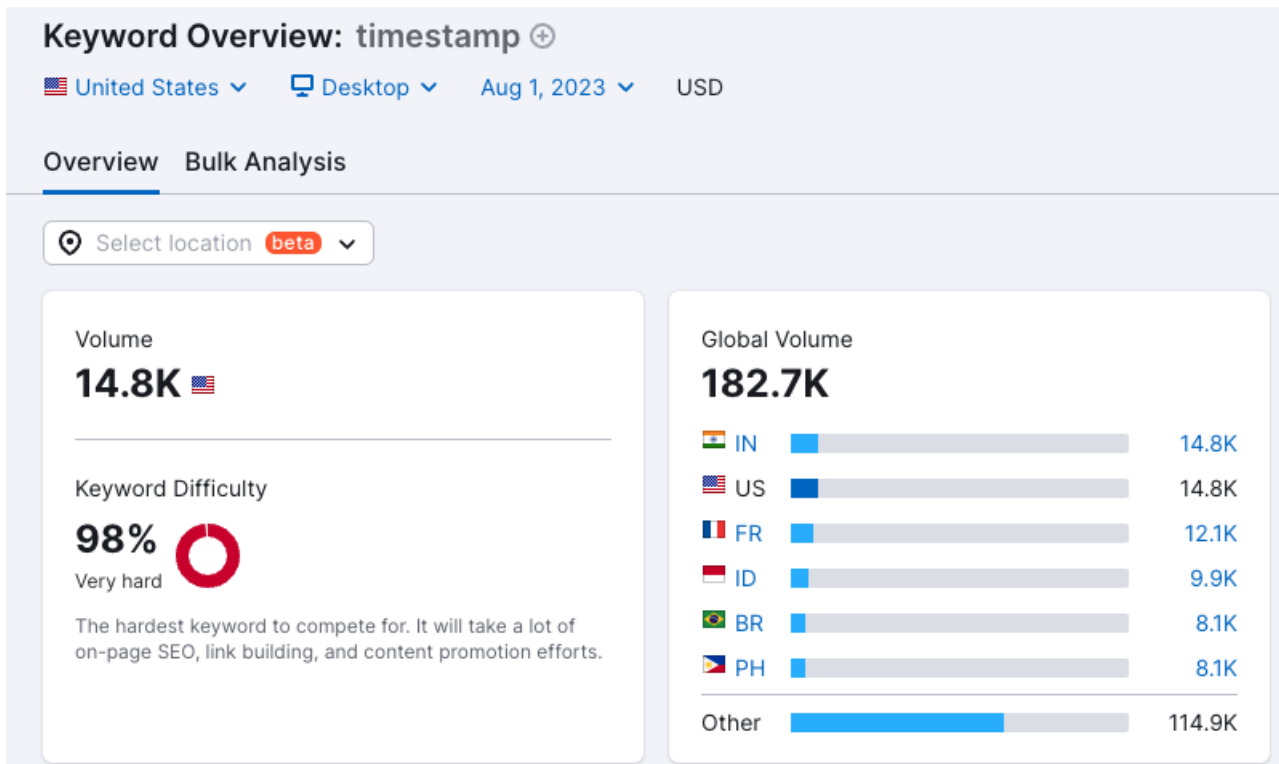 Keyword Overview: timestamp
United States Desktop Aug 1, 2023 USD
Overview Bulk Analysis
Select location beta
Volume
14.8K
Keyword Difficulty
98%
Very hard
The hardest keyword to compete for. It will take a lot of
on-page SEO, link building, and content promotion efforts.
Global Volume
182.7K
IN 14.8K
US 14.8K
FR 12.1K
ID 9.9K
BR 8.1K
PH 8.1K
Other 114.9K